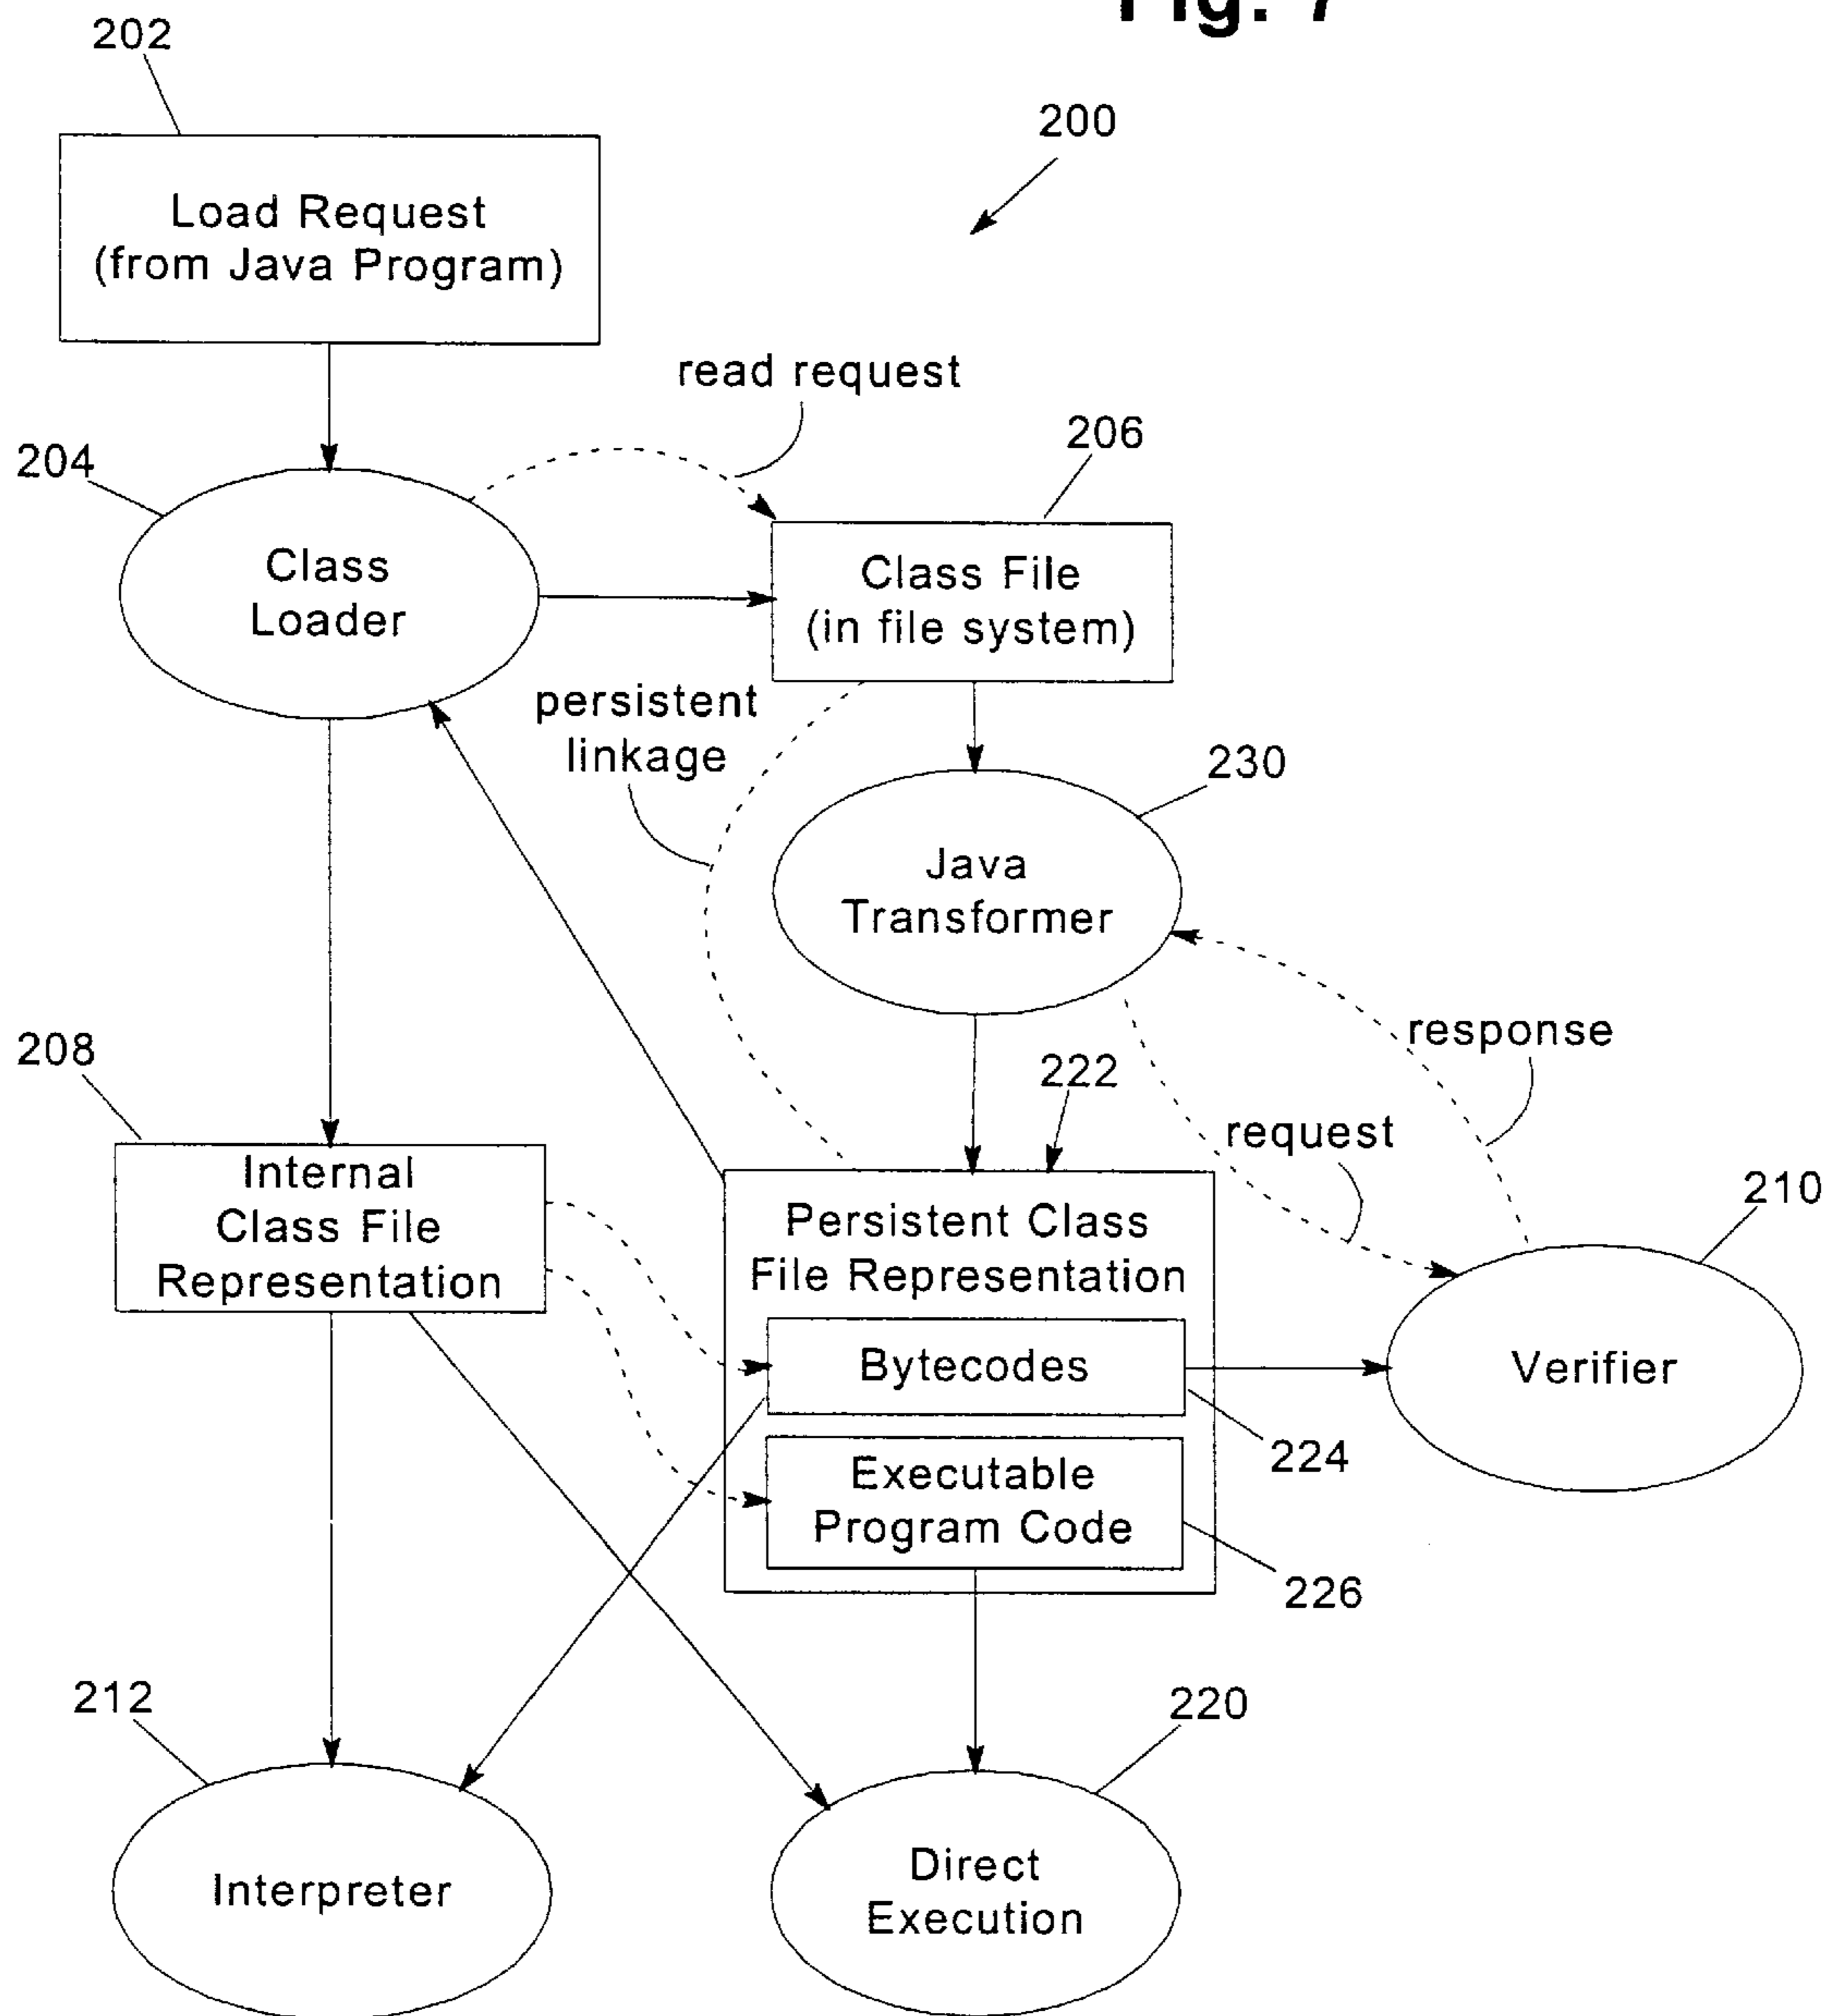 Fig. 7
202
200
Load Request
(from Java Program)
read request
206
204
Class
Loader
Class File
(in file system)
persistent
linkage
230
Java
Transformer
208
222
response
request
210
Internal
Class File
Representation
Persistent Class
File Representation
Bytecodes
Verifier
224
Executable
Program Code
226
212
220
Interpreter
Direct
Execution